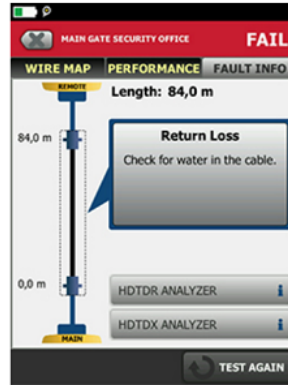 MAIN GATE SECURITY OFFICE
FAIL
WIRE MAP
PERFORMANCE
FAULT INFO
REMOTE
Length: 84,0 m
84,0 m
Return Loss
Check for water in the cable.
0,0 m
HDTDR ANALYZER
HDTDX ANALYZER
MAIN
TEST AGAIN